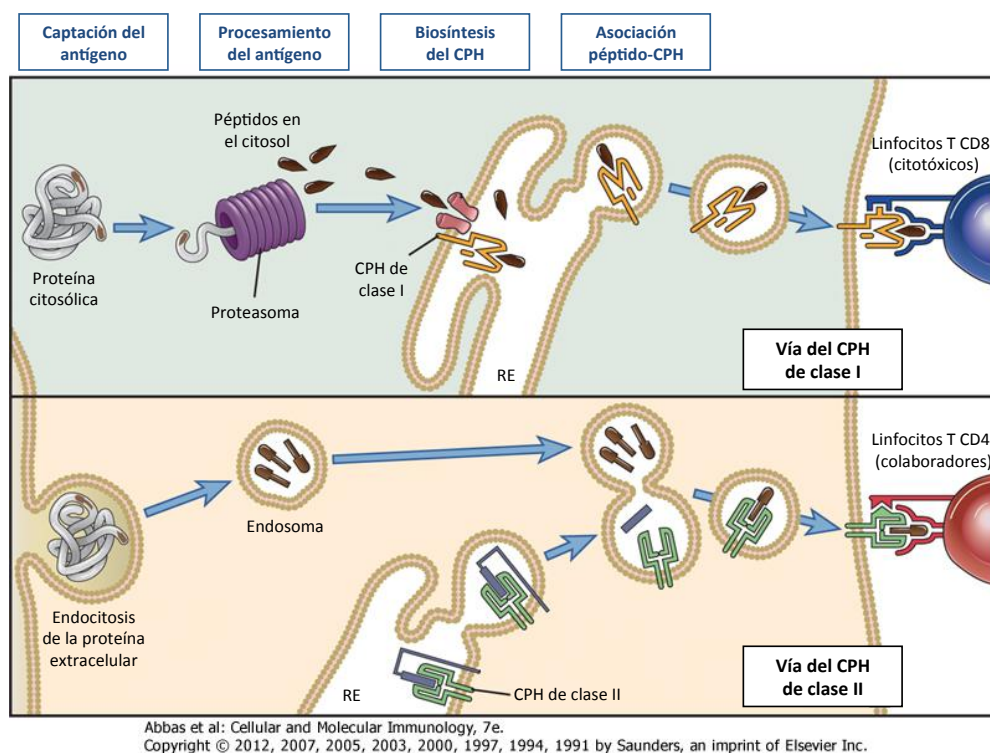 Captación del
antígeno
Procesamiento
del antígeno
Biosíntesis
del CPH
Asociación
péptido-CPH
Péptidos en
el citosol
Linfocitos T CD8
(citotóxicos)
Proteína
citosólica
Proteasoma
CPH de
clase I
RE
Vía del CPH
de clase I
Linfocitos T CD4
(colaboradores)
Endosoma
Endocitosis
de la proteína
extracelular
RE
CPH de clase II
Vía del CPH
de clase II
Abbas et al: Cellular and Molecular Immunology, 7e.
Copyright © 2012, 2007, 2005, 2003, 2000, 1997, 1994, 1991 by Saunders, an imprint of Elsevier Inc.